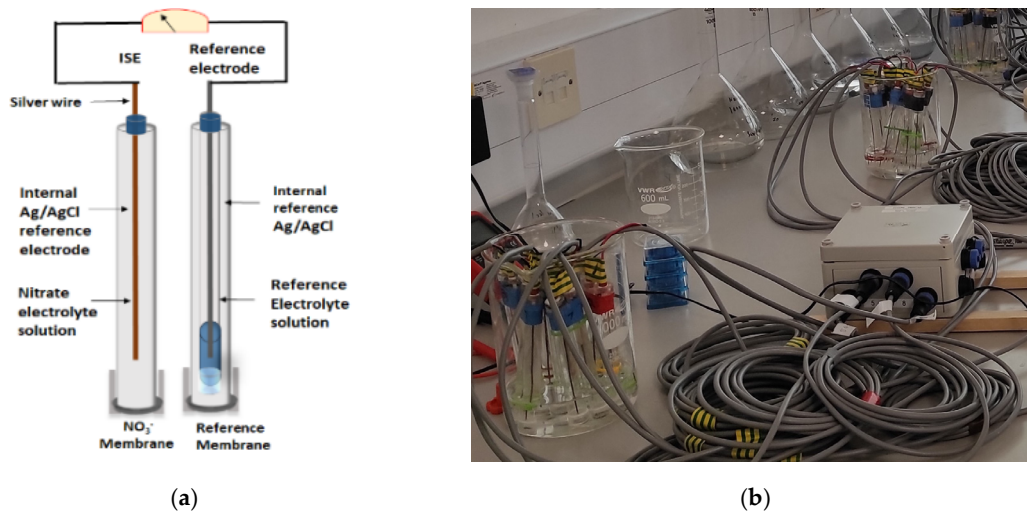 ISE
Reference
electrode
Silver wire
Internal
Ag/AgCl
reference
electrode
Internal
reference
Ag/AgCl
Nitrate
electrolyte
solution
Reference
Electrolyte
solution
NO₃⁻
Membrane
Reference
Membrane
VWR
600 mL
1000
(a)
(b)